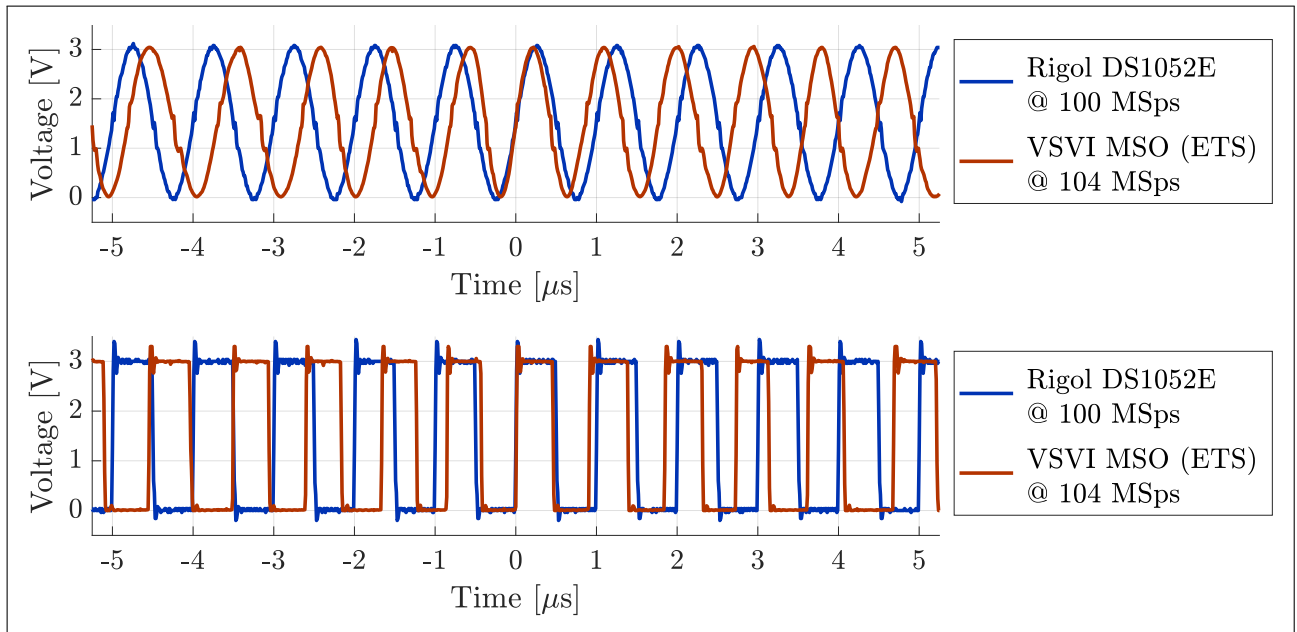 Voltage [V]
3
2
1
0
-5 -4 -3 -2 -1 0 1 2 3 4 5
Time [μs]
Rigol DS1052E
@ 100 MSps
VSVI MSO (ETS)
@ 104 MSps
Voltage [V]
3
2
1
0
-5 -4 -3 -2 -1 0 1 2 3 4 5
Time [μs]
Rigol DS1052E
@ 100 MSps
VSVI MSO (ETS)
@ 104 MSps